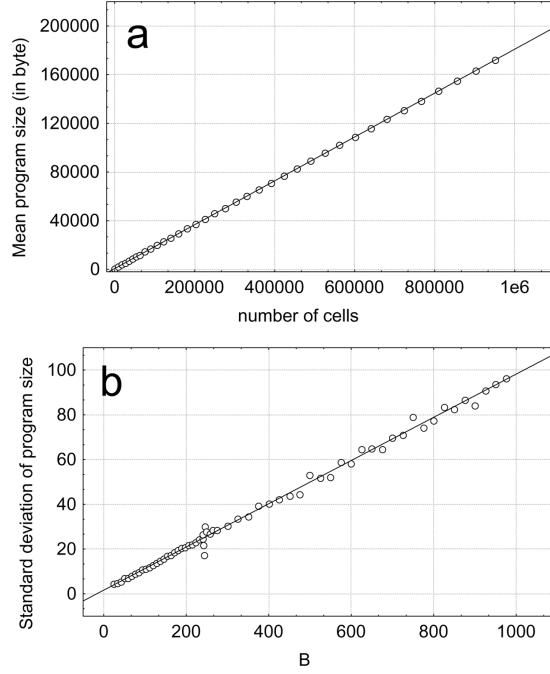 a
200000
160000
120000
80000
40000
0
Mean program size (in byte)
0 200000 400000 600000 800000 1e6
number of cells
b
100
80
60
40
20
0
Standard deviation of program size
0 200 400 600 800 1000
B